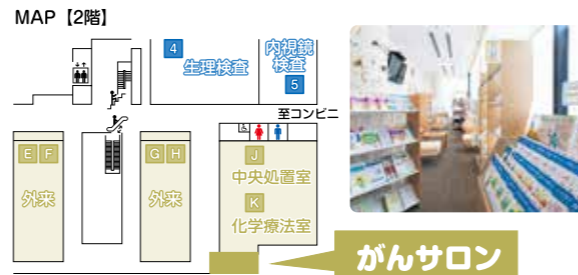 MAP【2階】
4
生理検査
内視鏡
検査
5
至コンビニ
E F
外来
G H
外来
J
中央処置室
K
化学療法室
がんサロン